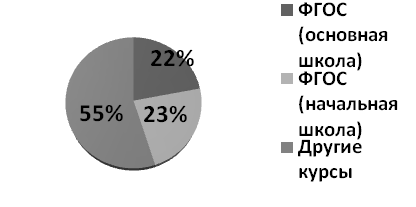 22%
23%
55%
ФГОС
(основная
школа)
ФГОС
(начальная
школа)
Другие
курсы